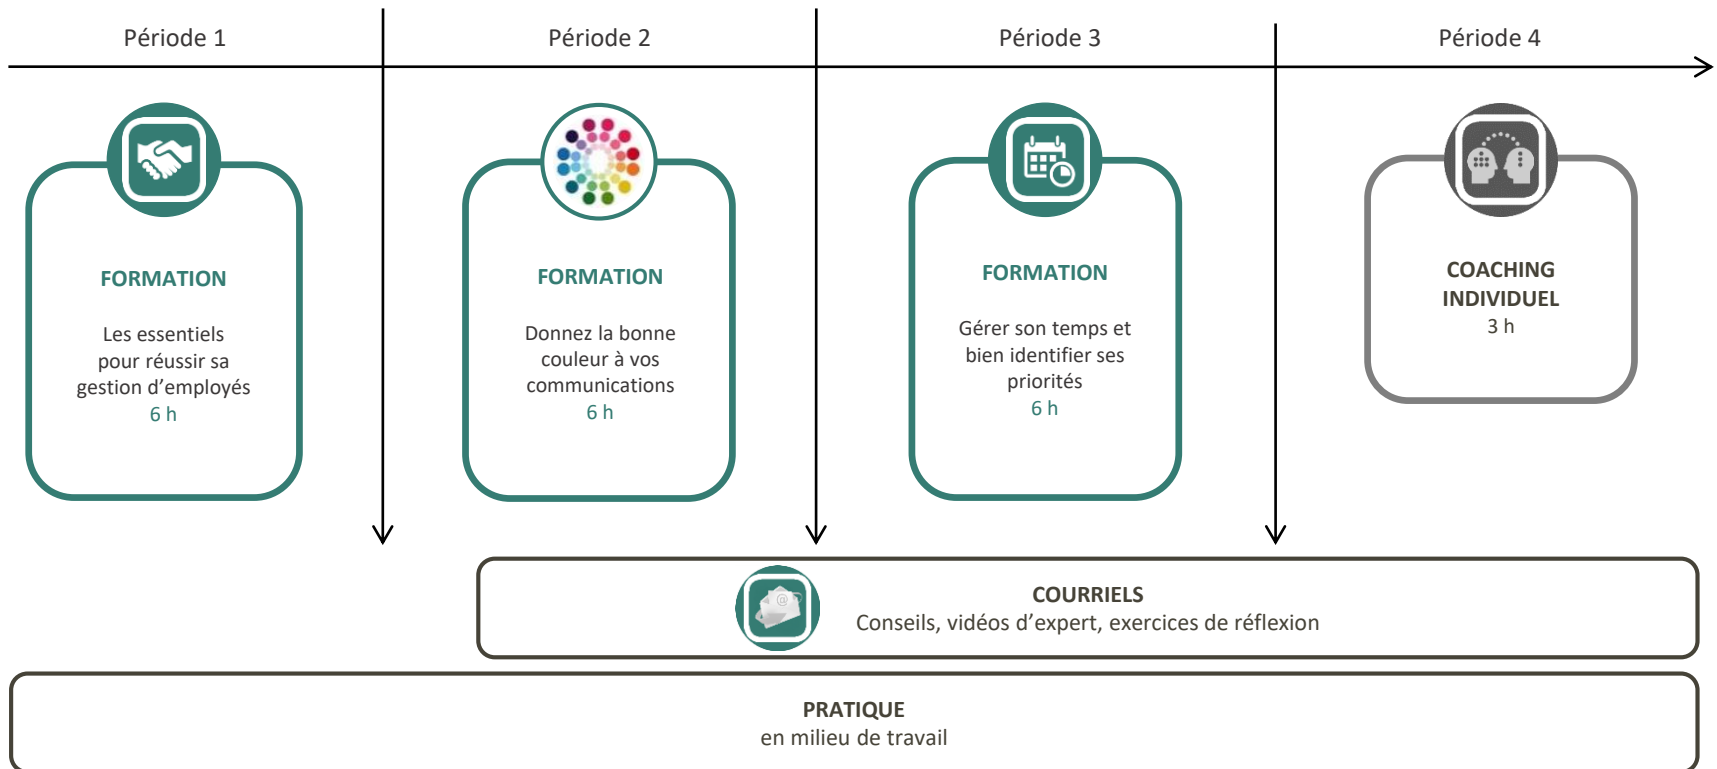 Période 1
Période 2
Période 3
Période 4
FORMATION
Les essentiels
pour réussir sa
gestion d’employés
6 h
FORMATION
Donnez la bonne
couleur à vos
communications
6 h
FORMATION
Gérer son temps et
bien identifier ses
priorités
6 h
COACHING
INDIVIDUEL
3 h
@
COURRIELS
Conseils, vidéos d’expert, exercices de réflexion
PRATIQUE
en milieu de travail